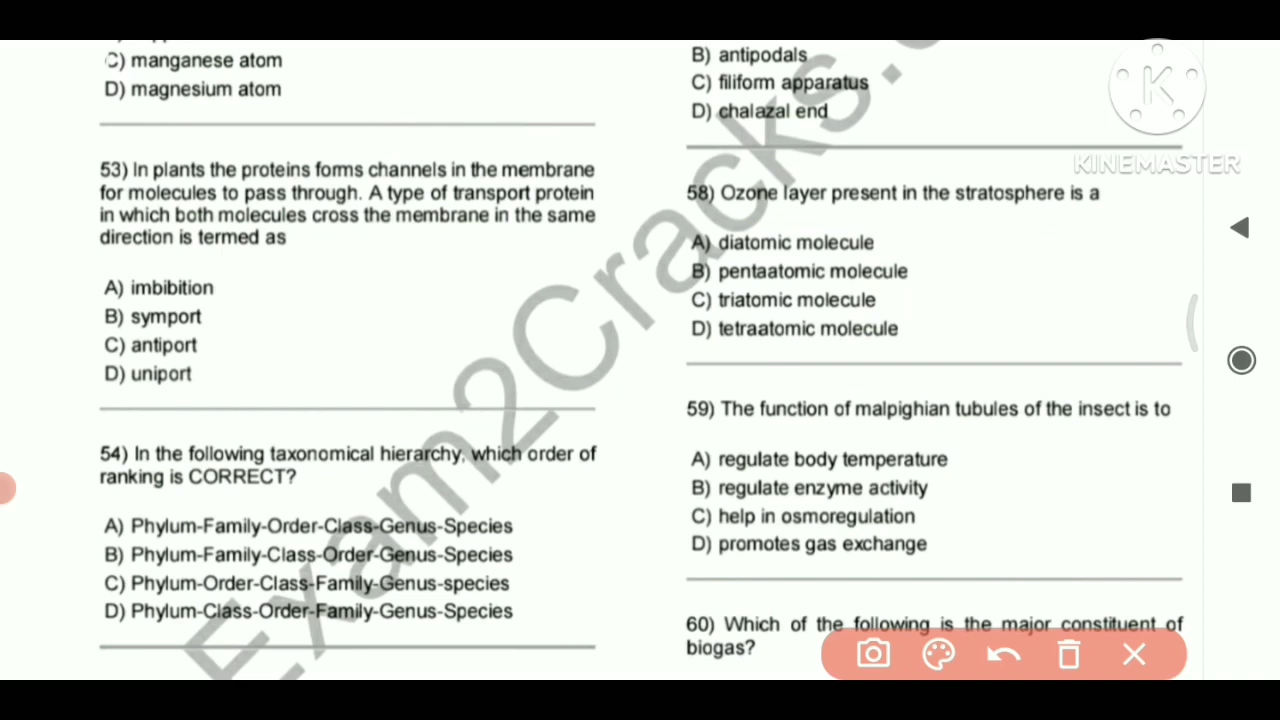 C) manganese atom
D) magnesium atom
53) In plants the proteins forms channels in the membrane
for molecules to pass through. A type of transport protein
in which both molecules cross the membrane in the same
direction is termed as
A) imbibition
B) symport
C) antiport
D) uniport
54) In the following taxonomical hierarchy, which order of
ranking is CORRECT?
A) Phylum-Family-Order-Class-Genus-Species
B) Phylum-Family-Class-Order-Genus-Species
C) Phylum-Order-Class-Family-Genus-species
D) Phylum-Class-Order-Family-Genus-Species
B) antipodals
C) filiform apparatus
D) chalazal end
58) Ozone layer present in the stratosphere is a
A) diatomic molecule
B) pentaatomic molecule
C) triatomic molecule
D) tetraatomic molecule
59) The function of malpighian tubules of the insect is to
A) regulate body temperature
B) regulate enzyme activity
C) help in osmoregulation
D) promotes gas exchange
60) Which of the following is the major constituent of
biogas?
Exam2Cracks.
K
KINEMASTER